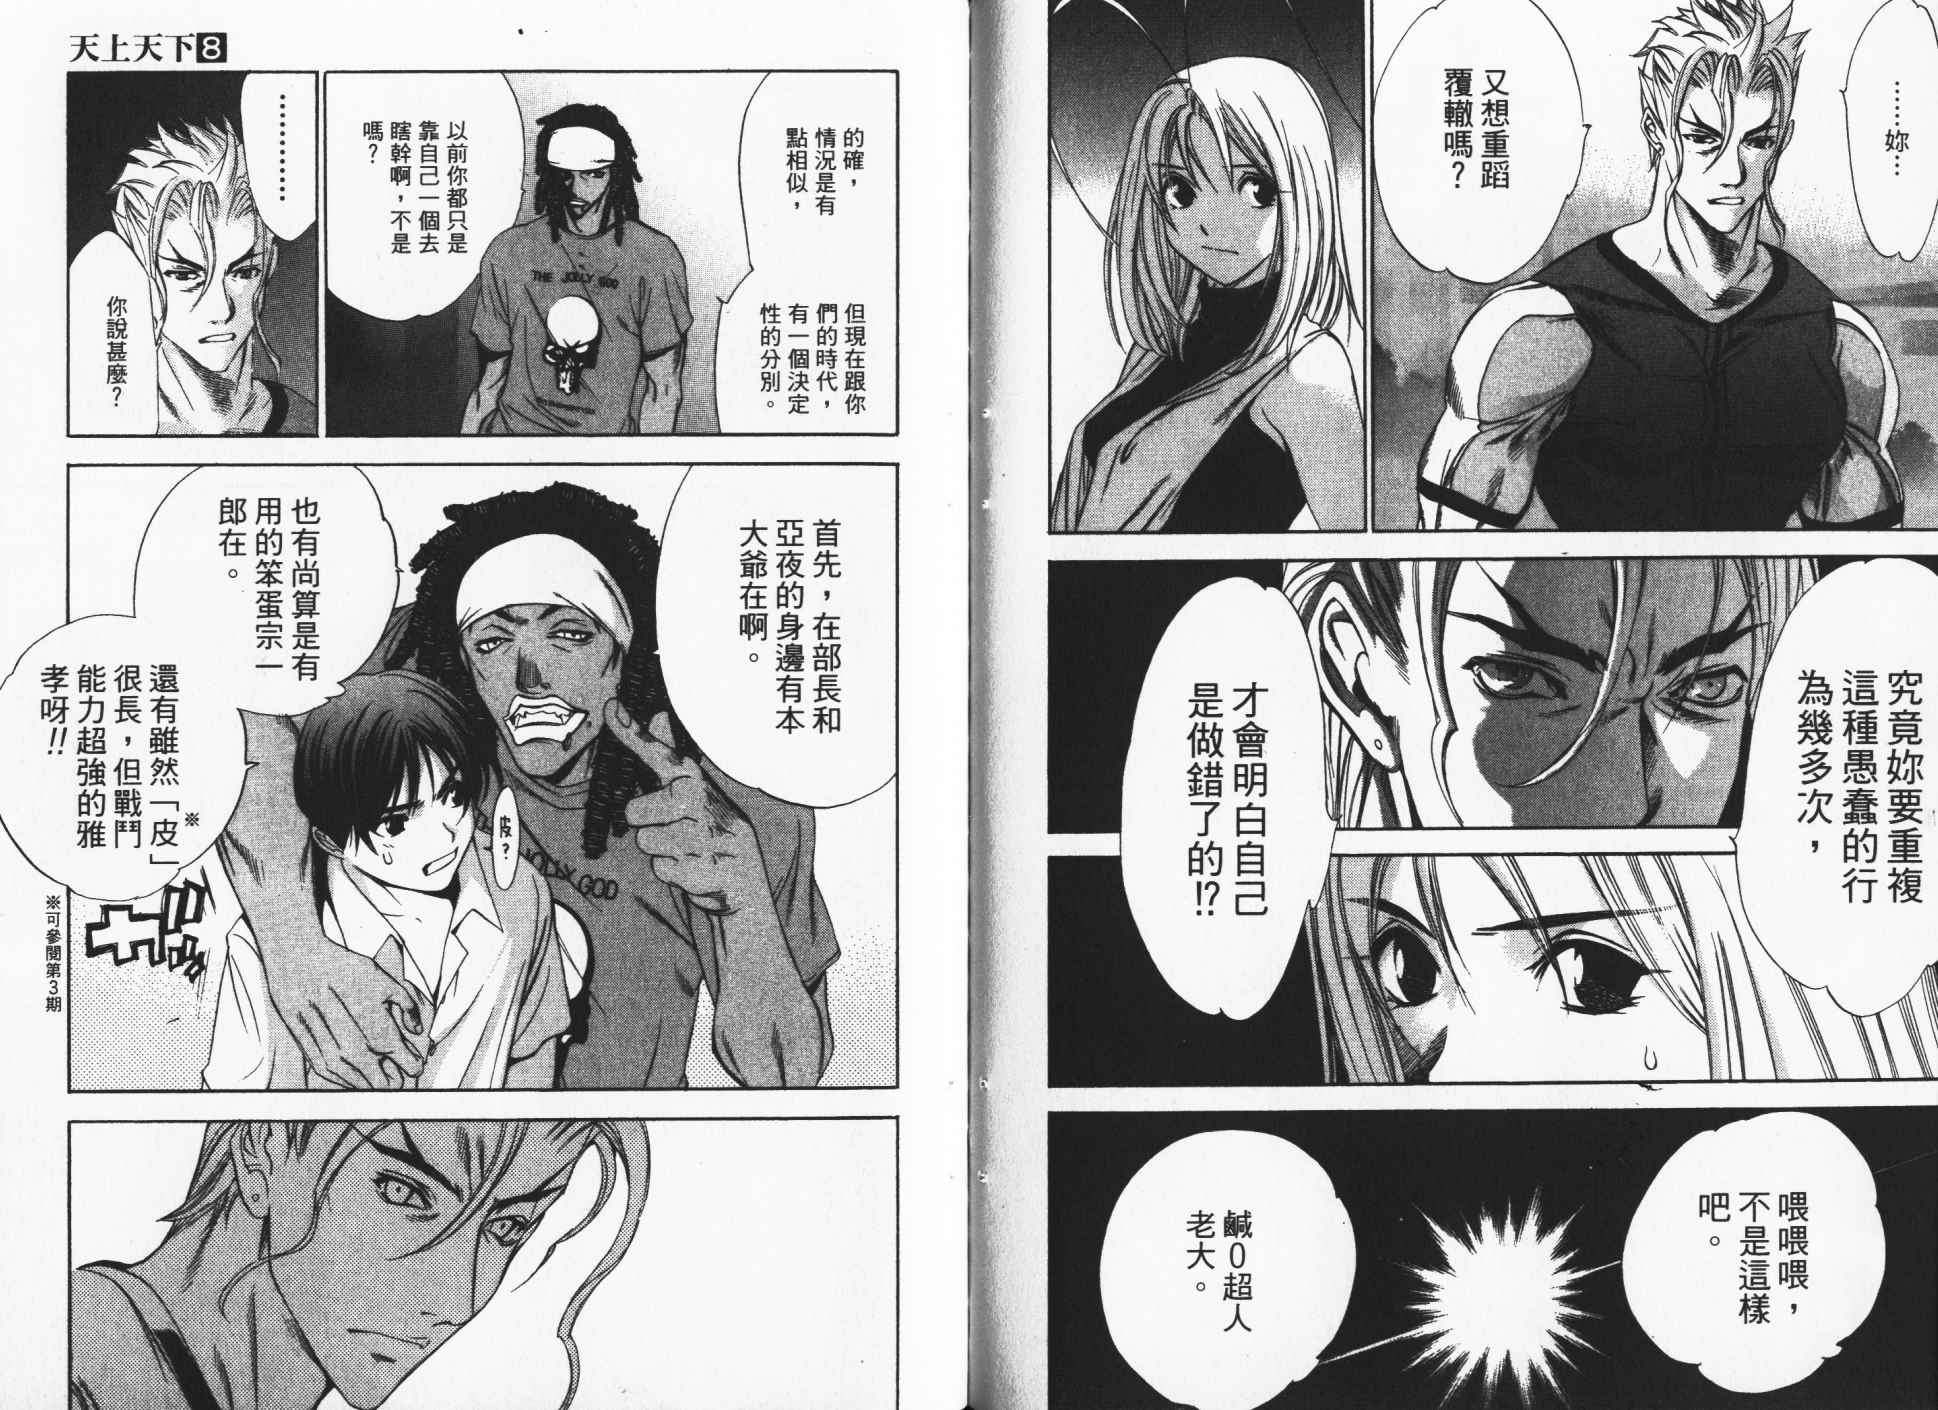 ……妳…
又想重蹈
覆轍嗎？
究竟妳要重複
這種愚蠢的行
為幾多次，
才會明白自己
是做錯了的!?
喂喂喂，
不是這樣
吧。
鹹0超人
老大。
天上天下8
的確，
情況是有
點相似，
但現在跟你
們的時代，
有一個決定
性的分別。
THE JOLLY GOD
以前你都只是
靠自己一個去
瞎幹啊，不是
嗎？
…………
你說甚麼？
首先，在部長和
亞夜的身邊有本
大爺在啊。
也有尚算是有
用的笨蛋宗一
郎在。
還有雖然「皮」
※
很長，但戰鬥
能力超強的雅
孝呀!!
皮？
JOLLY GOD
※可參閱第3期